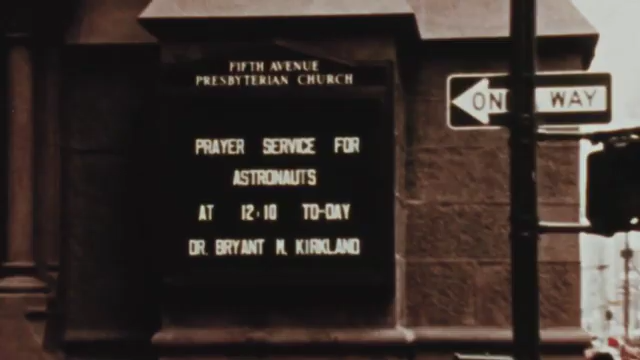 FIFTH AVENUE
PRESBYTERIAN CHURCH
PRAYER SERVICE FOR
ASTRONAUTS
AT 12:10 TO-DAY
DR. BRYANT M. KIRKLAND
ONE WAY